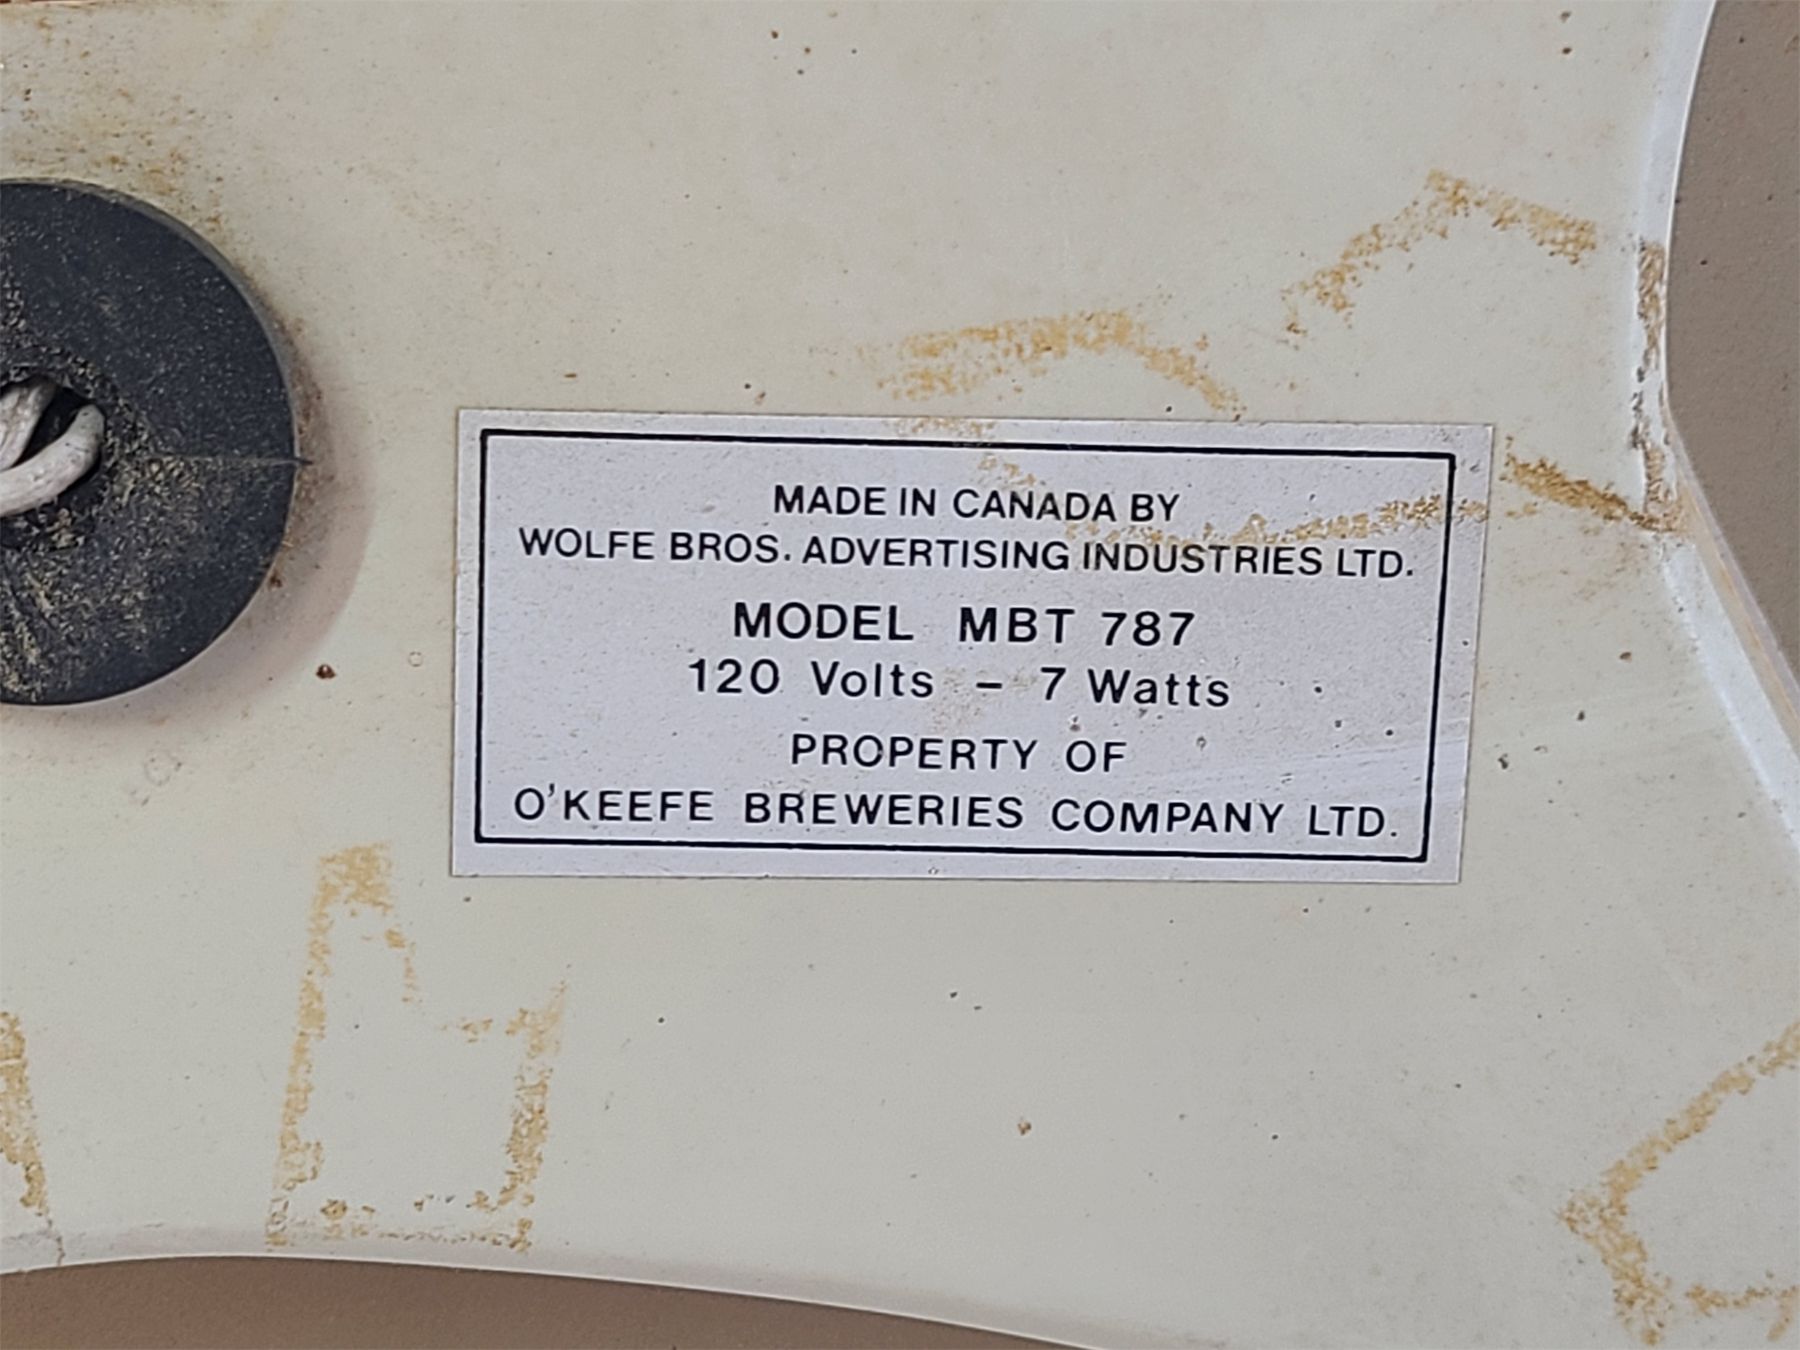 MADE IN CANADA BY
WOLFE BROS. ADVERTISING INDUSTRIES LTD.
MODEL MBT 787
120 Volts – 7 Watts
PROPERTY OF
O'KEEFE BREWERIES COMPANY LTD.